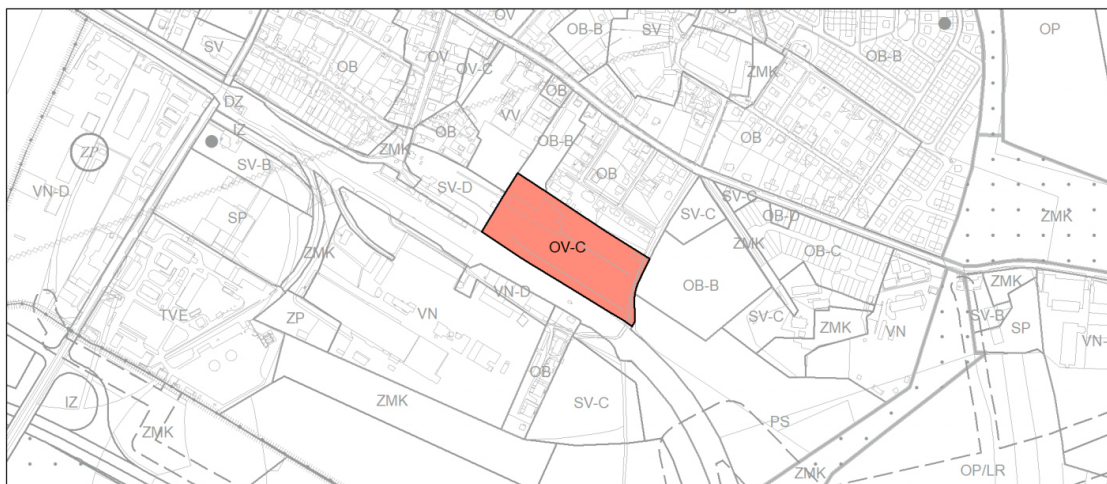 OV
OB-B
SV
OB
OP
SV
OB
OV
OV-C
ZMK
OB-B
DZ
OB
VV
IZ
ZMK
OB
OB-B
OB
ZP
SV-B
SV-D
OB
VN-D
SP
SV-C
SV-C
OB-D
ZMK
ZMK
OV-C
ZMK
OB-C
ZMK
TVE
VN-D
OB-B
ZMK
ZP
VN
SV-C
ZMK
VN
SV-B
SP
VN-
OB
IZ
ZMK
SV-C
PS
ZMK
ZMK
OP/LR